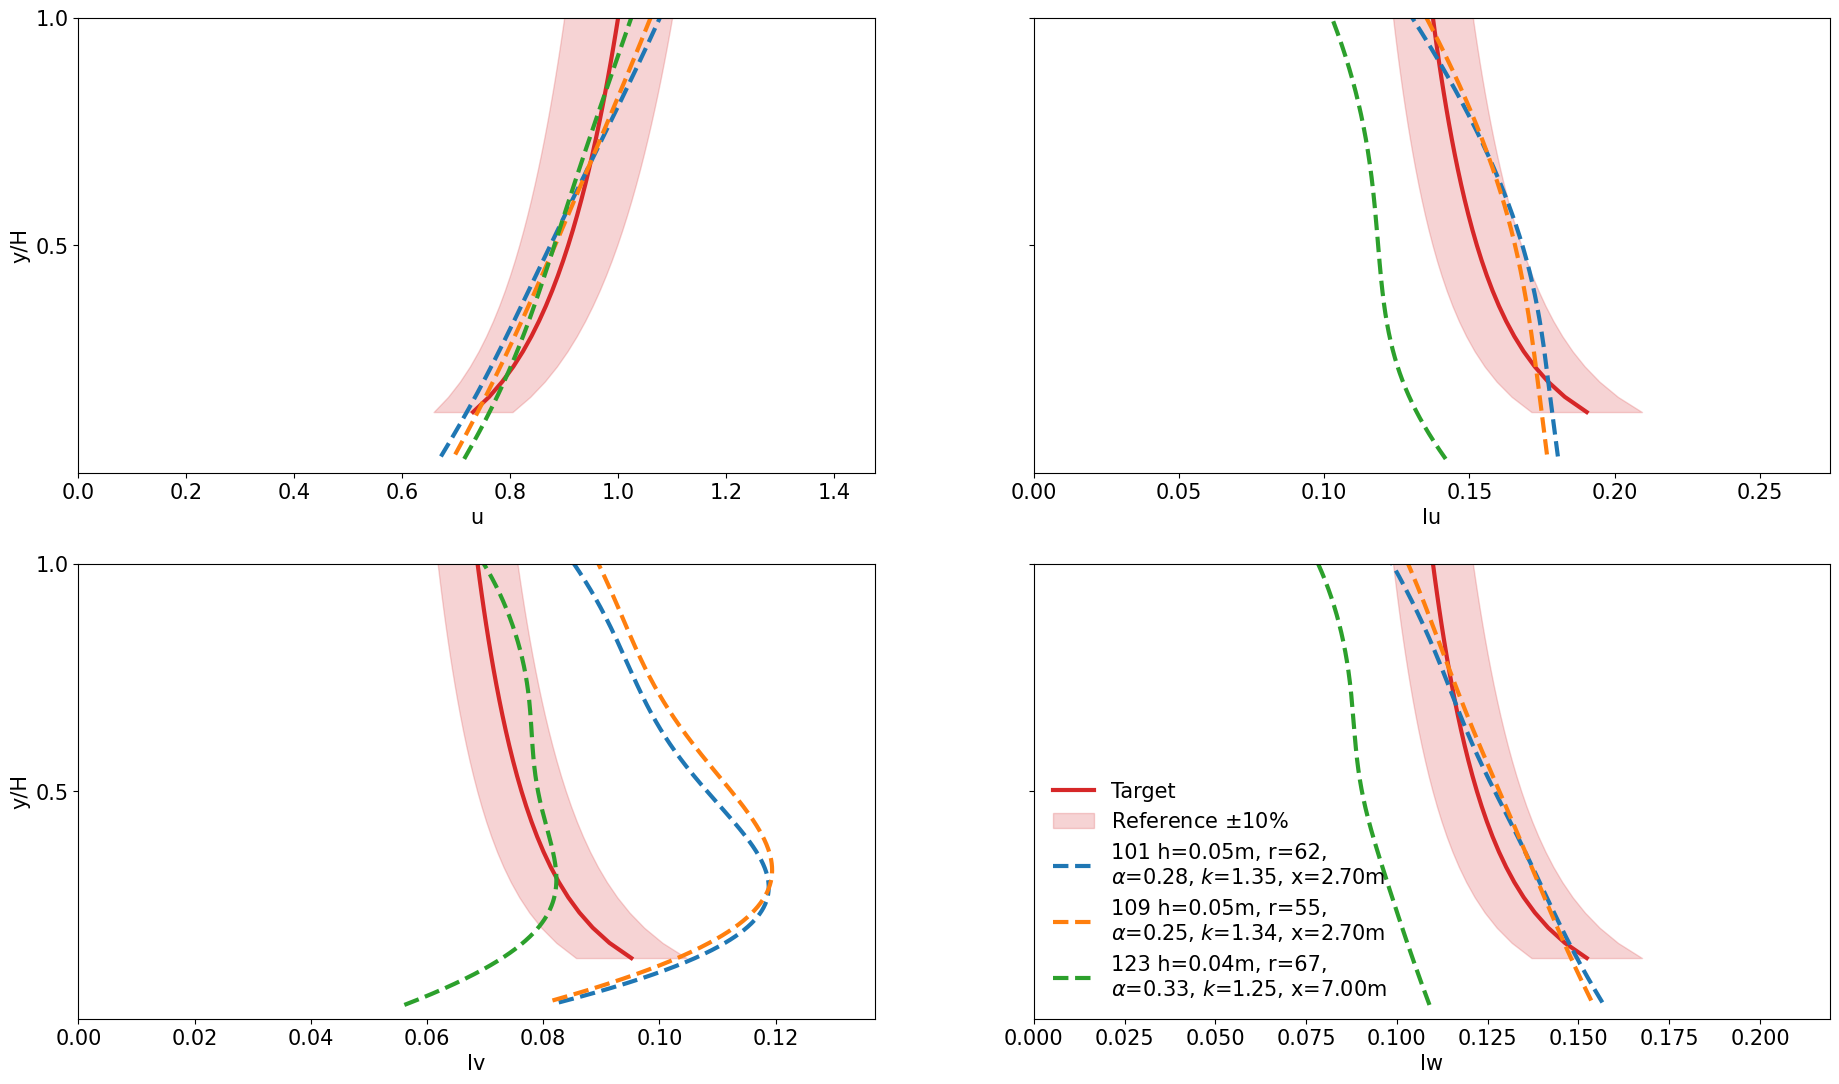 1.0
0.5
y/H
0.0 0.2 0.4 0.6 0.8 1.0 1.2 1.4
u
0.00 0.05 0.10 0.15 0.20 0.25
Iu
1.0
0.5
y/H
0.00 0.02 0.04 0.06 0.08 0.10 0.12
Iv
Target
Reference ±10%
101 h=0.05m, r=62,
α=0.28, k=1.35, x=2.70m
109 h=0.05m, r=55,
α=0.25, k=1.34, x=2.70m
123 h=0.04m, r=67,
α=0.33, k=1.25, x=7.00m
0.000 0.025 0.050 0.075 0.100 0.125 0.150 0.175 0.200
Iw